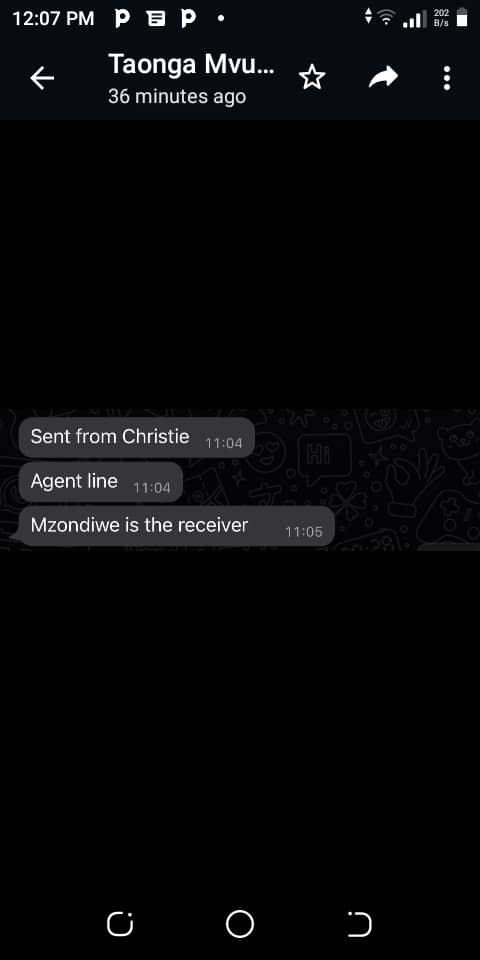 12:07 PM
202
B/s
Taonga Mvu...
36 minutes ago
Sent from Christie 11:04
Hi
Agent line 11:04
Mzondiwe is the receiver 11:05